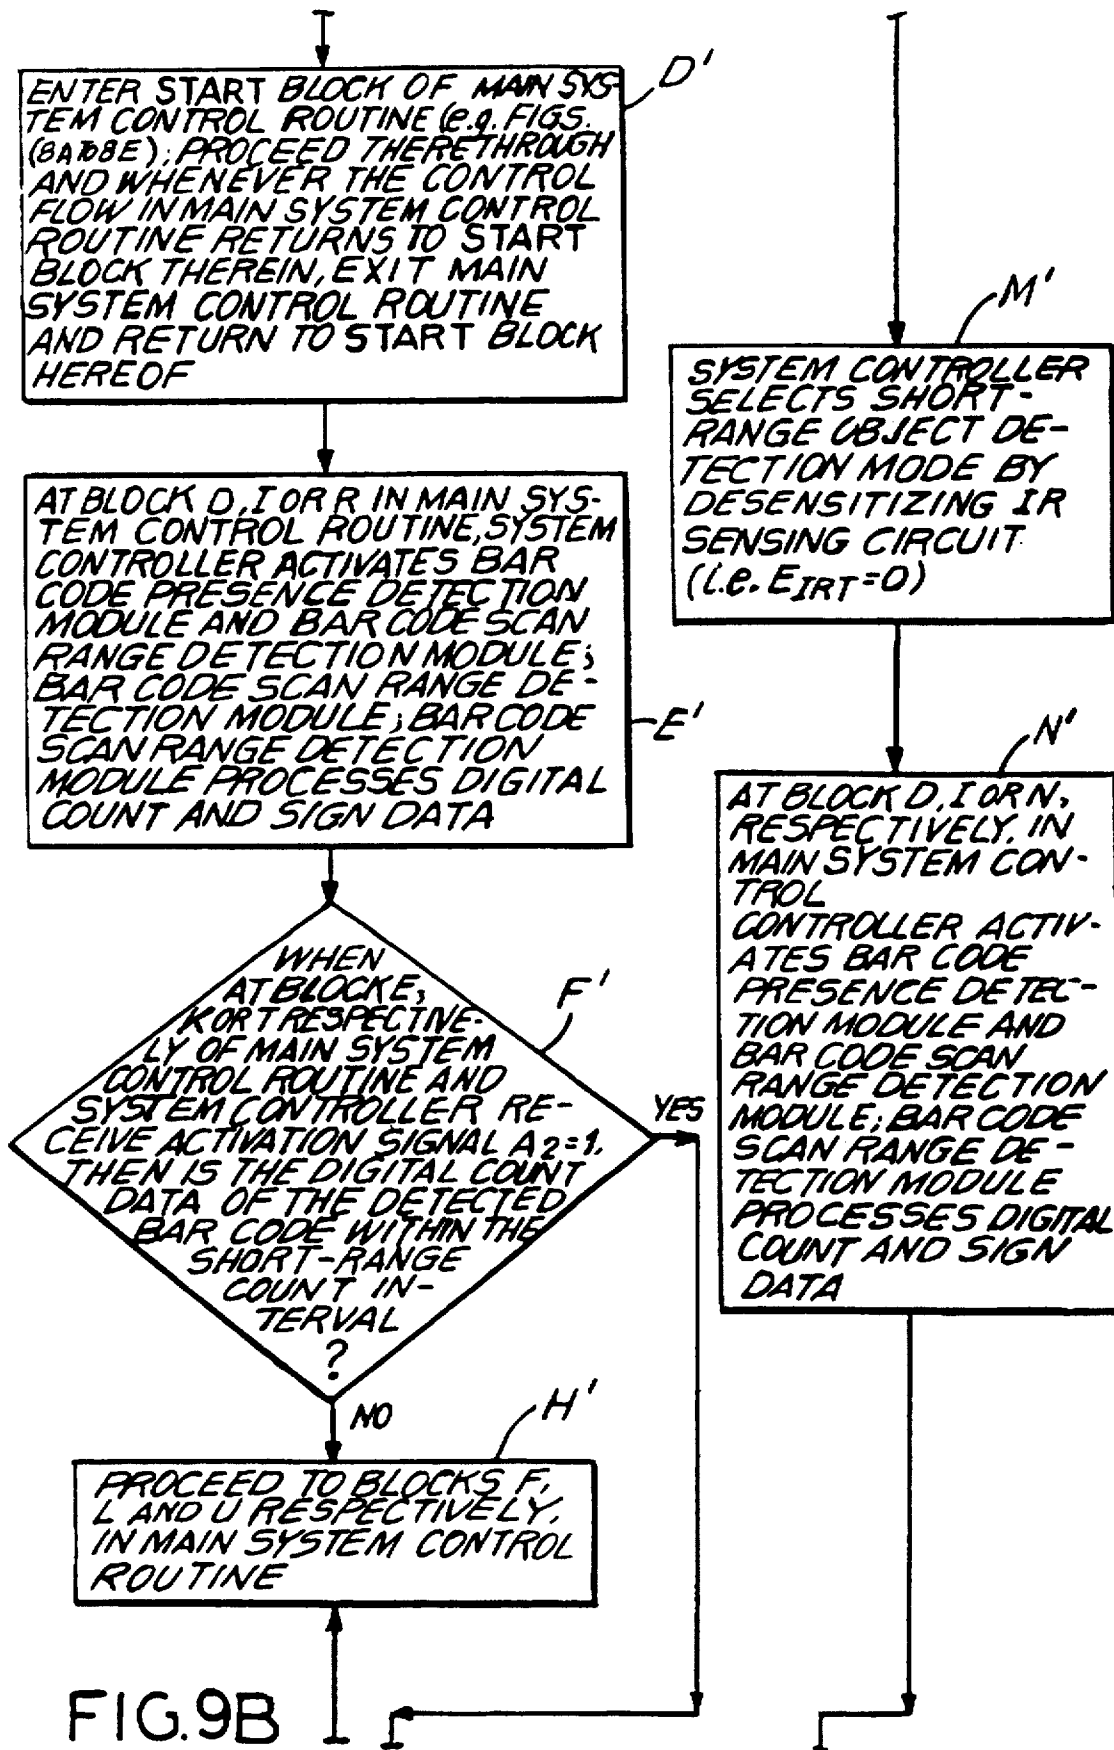 D'
ENTER START BLOCK OF MAIN SYS-
TEM CONTROL ROUTINE (e.g. FIGS.
(8A TO 8E); PROCEED THERETHROUGH
AND WHENEVER THE CONTROL
FLOW IN MAIN SYSTEM CONTROL
ROUTINE RETURNS TO START
BLOCK THEREIN, EXIT MAIN
SYSTEM CONTROL ROUTINE
AND RETURN TO START BLOCK
HEREOF
E'
AT BLOCK D, I OR R IN MAIN SYS-
TEM CONTROL ROUTINE, SYSTEM
CONTROLLER ACTIVATES BAR
CODE PRESENCE DETECTION
MODULE AND BAR CODE SCAN
RANGE DETECTION MODULE;
BAR CODE SCAN RANGE DE-
TECTION MODULE; BAR CODE
SCAN RANGE DETECTION
MODULE PROCESSES DIGITAL
COUNT AND SIGN DATA
F'
WHEN
AT BLOCK E,
K OR T RESPECTIVE-
LY OF MAIN SYSTEM
CONTROL ROUTINE AND
SYSTEM CONTROLLER RE-
CEIVE ACTIVATION SIGNAL A2=1,
THEN IS THE DIGITAL COUNT
DATA OF THE DETECTED
BAR CODE WITHIN THE
SHORT-RANGE
COUNT IN-
TERVAL
?
YES
NO
H'
PROCEED TO BLOCKS F,
L AND U RESPECTIVELY,
IN MAIN SYSTEM CONTROL
ROUTINE
M'
SYSTEM CONTROLLER
SELECTS SHORT-
RANGE OBJECT DE-
TECTION MODE BY
DESENSITIZING IR
SENSING CIRCUIT
(i.e. EIRT=0)
N'
AT BLOCK D, I OR N,
RESPECTIVELY, IN
MAIN SYSTEM CON-
TROL
CONTROLLER ACTIV-
ATES BAR CODE
PRESENCE DETEC-
TION MODULE AND
BAR CODE SCAN
RANGE DETECTION
MODULE; BAR CODE
SCAN RANGE DE-
TECTION MODULE
PROCESSES DIGITAL
COUNT AND SIGN
DATA
FIG. 9B